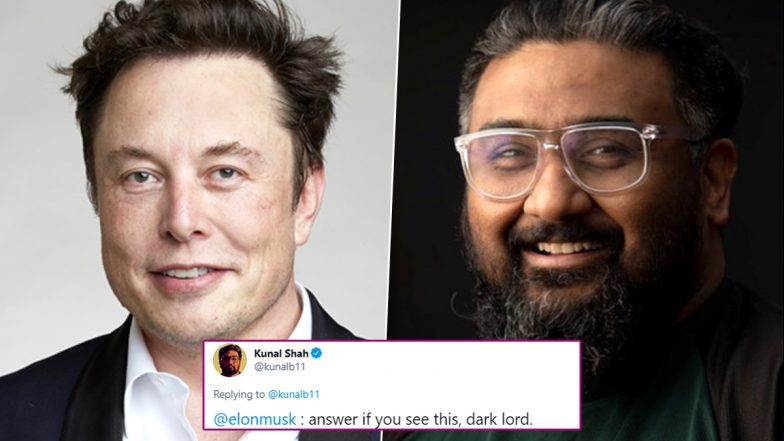 Kunal Shah
@kunalb11
Replying to @kunalb11
@elonmusk : answer if you see this, dark lord.